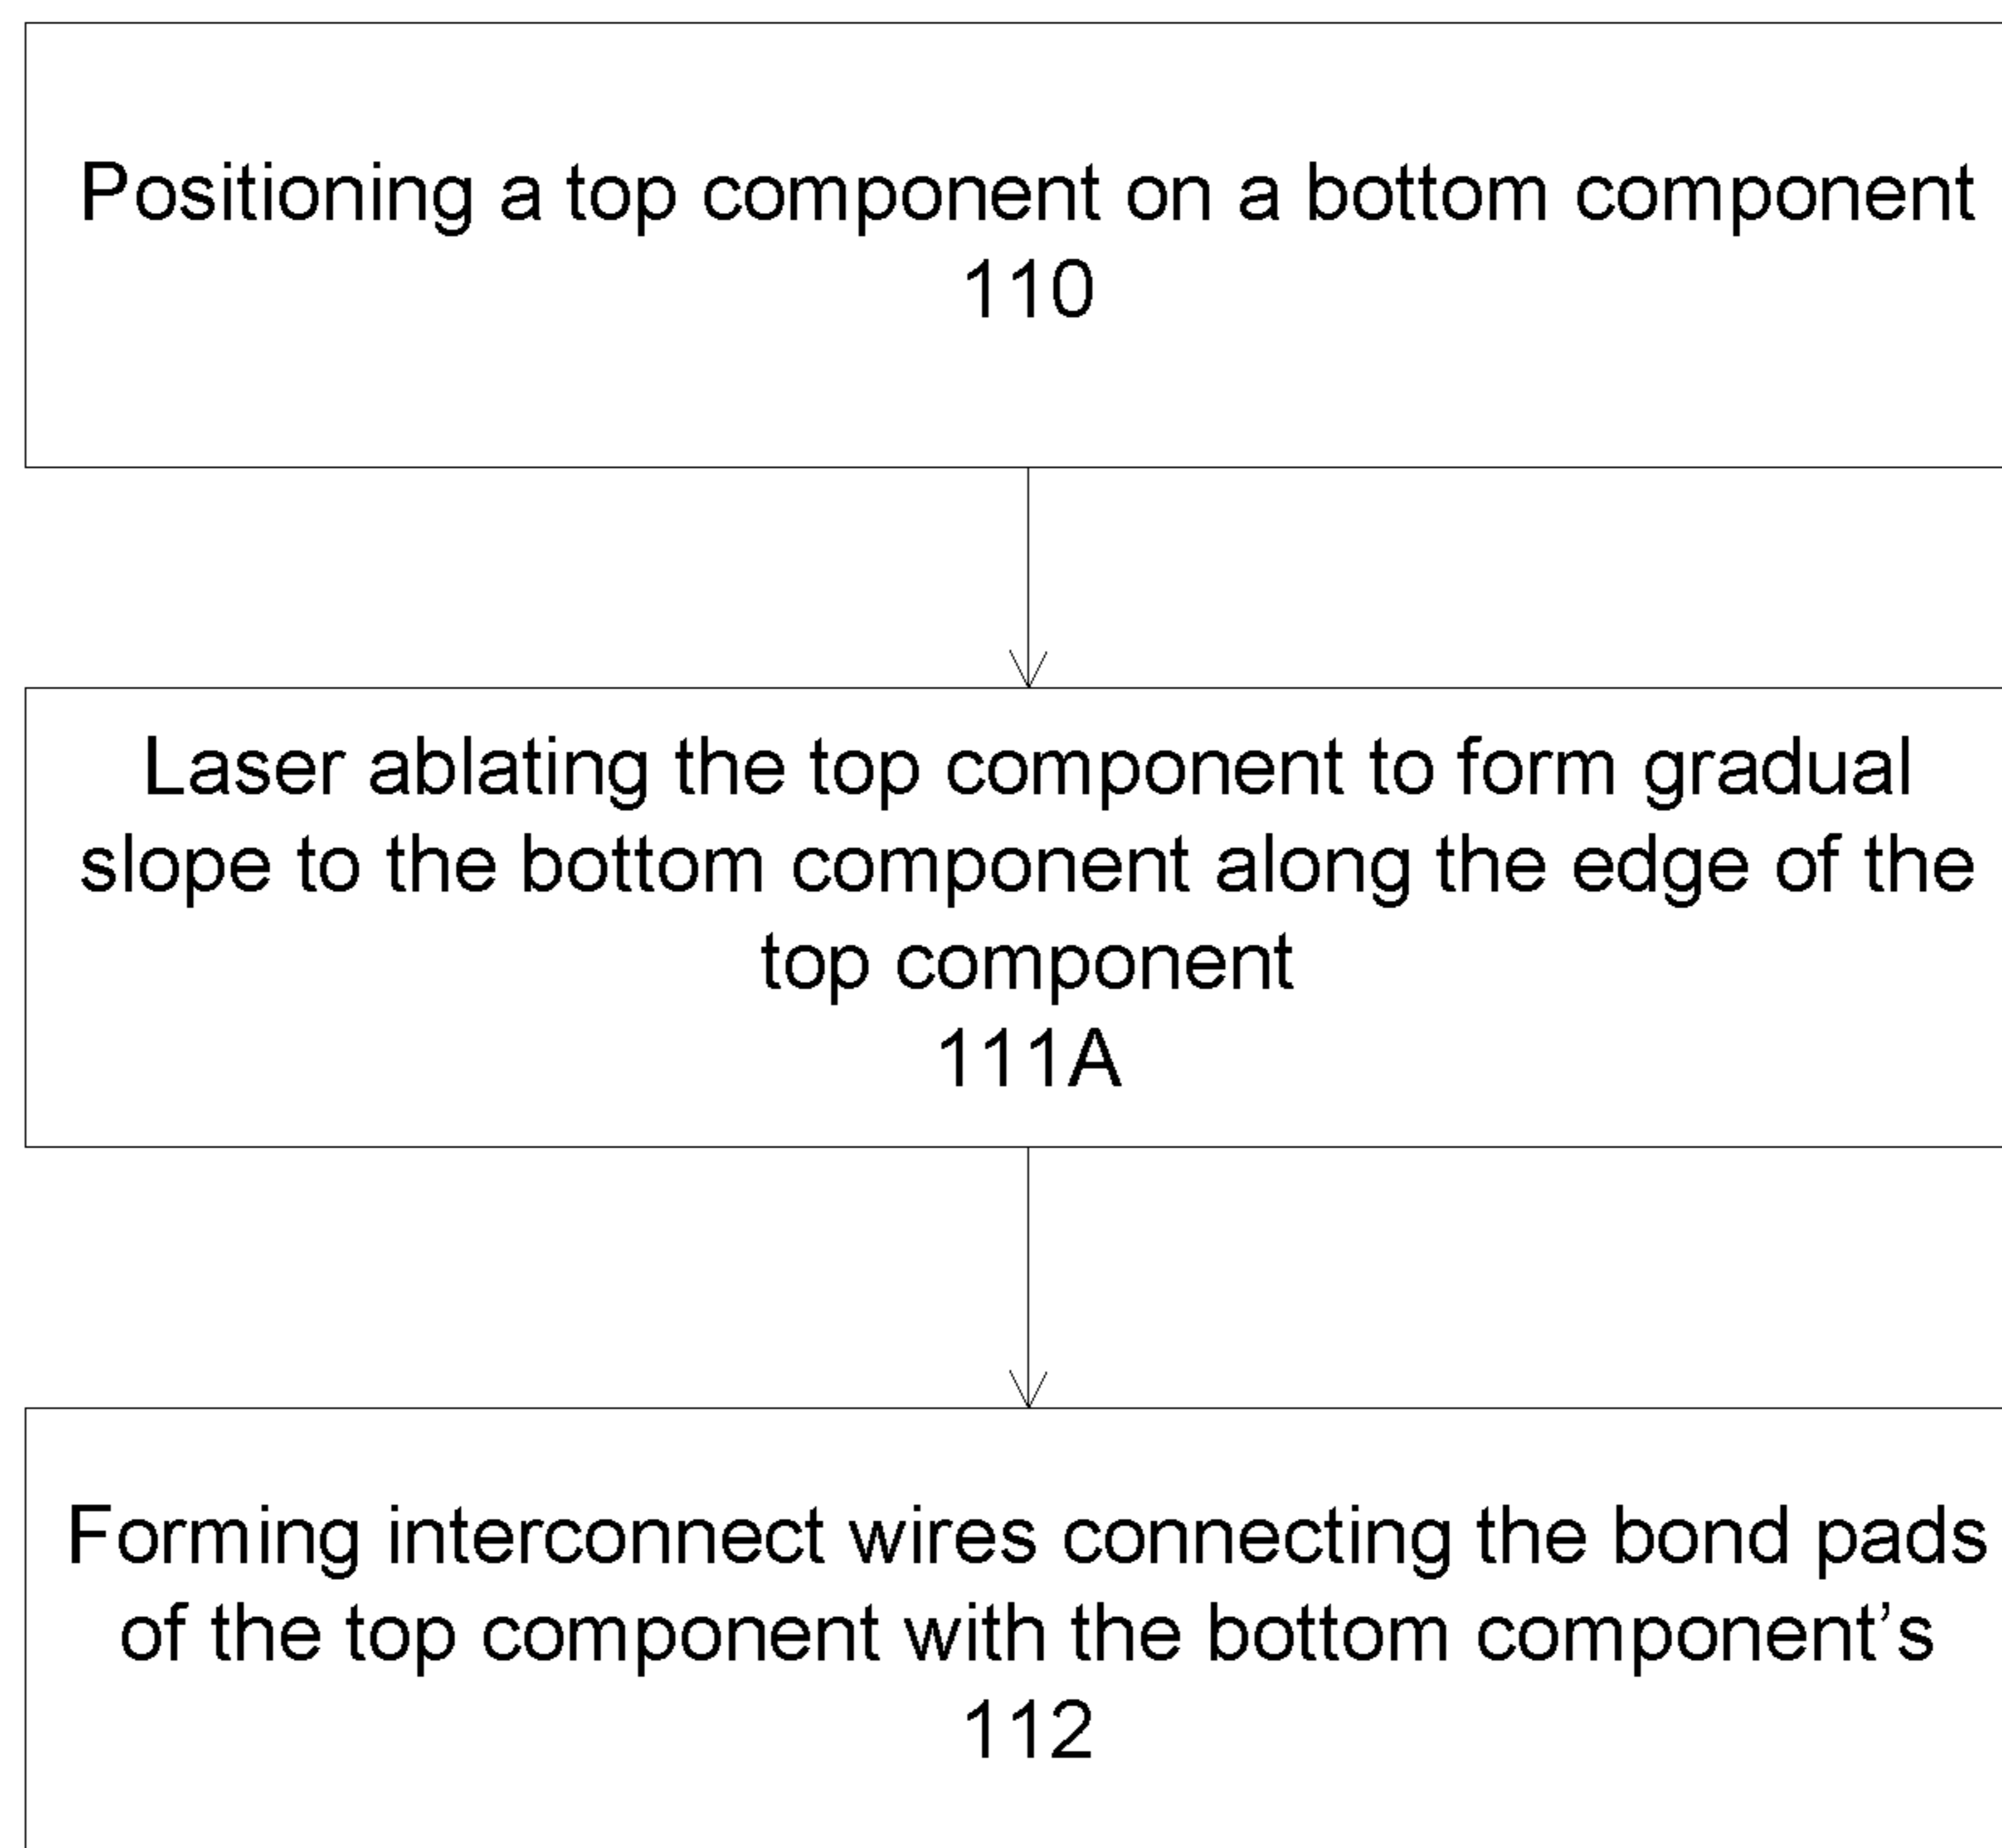 Positioning a top component on a bottom component
110
Laser ablating the top component to form gradual
slope to the bottom component along the edge of the
top component
111A
Forming interconnect wires connecting the bond pads
of the top component with the bottom component’s
112